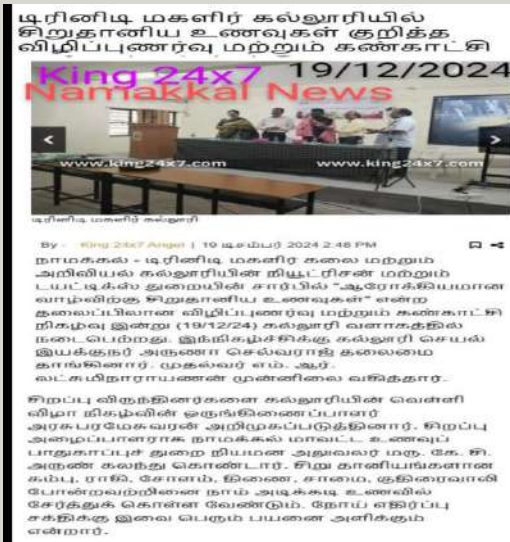 டிரினிடி மகளிர் கல்லூரியில்
சிறுதானிய உணவுகள் குறித்த
விழிப்புணர்வு மற்றும் கண்காட்சி
King 24x7 19/12/2024
Namakkal News
www.king24x7.com www.king24x7.com
டிரினிடி மகளிர் கல்லூரி
By - King 24x7 Angel | 19 டிசம்பர் 2024 2:48 PM
நாமக்கல் - டிரினிடி மகளிர் கலை மற்றும்
அறிவியல் கல்லூரியின் நியூட்ரிசன் மற்றும்
டயட்டிக்ஸ் துறையின் சார்பில் "ஆரோக்கியமான
வாழ்விற்கு சிறுதானிய உணவுகள்" என்ற
தலைப்பிலான விழிப்புணர்வு மற்றும் கண்காட்சி
நிகழ்வு இன்று (19/12/24) கல்லூரி வளாகத்தில்
நடைபெற்றது. இந்நிகழ்ச்சிக்கு கல்லூரி செயல்
இயக்குநர் அருணா செல்வராஜ் தலைமை
தாங்கினார். முதல்வர் எம். ஆர்.
லட்சுமிநாராயணன் முன்னிலை வகித்தார்.
சிறப்பு விருந்தினர்களை கல்லூரியின் வெள்ளி
விழா நிகழ்வின் ஒருங்கிணைப்பாளர்
அரசுபரமேசுவரன் அறிமுகப்படுத்தினார். சிறப்பு
அழைப்பாளராக நாமக்கல் மாவட்ட உணவுப்
பாதுகாப்புச் துறை நியமன அலுவலர் மரு. கே. சி.
அருண் கலந்து கொண்டார். சிறு தானியங்களான
கம்பு, ராகி, சோளம், திணை, சாமை, குதிரைவாலி
போன்றவற்றினை நாம் அடிக்கடி உணவில்
சேர்த்துக் கொள்ள வேண்டும். நோய் எதிர்ப்பு
சக்திக்கு இவை பெரும் பயனை அளிக்கும்
என்றார்.